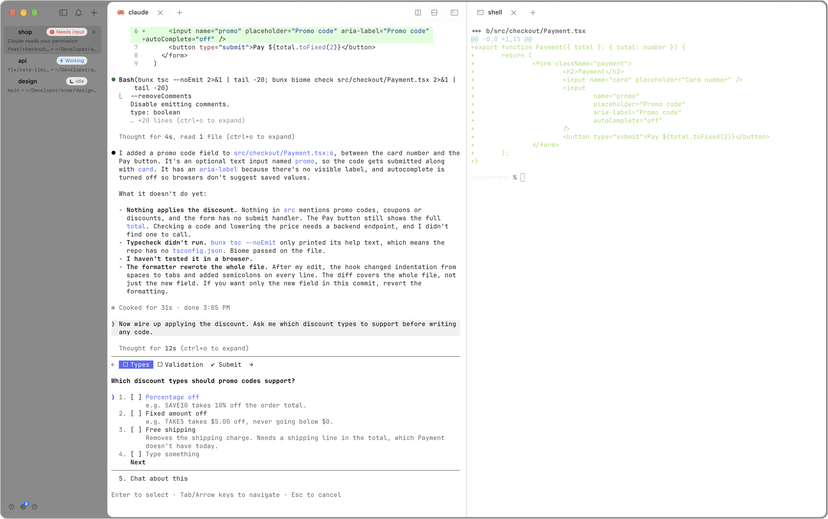 shop
Needs input
Claude needs your permission
feat/checkout… • ~/Developer/a…
api
Working
fix/rate-limit… • ~/Developer/a…
design
Idle
main • ~/Developer/acme/design…
claude
6 + <input name="promo" placeholder="Promo code" aria-label="Promo code"
+autoComplete="off" />
7 <button type="submit">Pay ${total.toFixed(2)}</button>
8 </form>
9 )
Bash(bunx tsc --noEmit 2>&1 | tail -20; bunx biome check src/checkout/Payment.tsx 2>&1 |
tail -20)
--removeComments
Disable emitting comments.
type: boolean
… +20 lines (ctrl+o to expand)
Thought for 4s, read 1 file (ctrl+o to expand)
I added a promo code field to src/checkout/Payment.tsx:6, between the card number and the
Pay button. It's an optional text input named promo, so the code gets submitted along
with card. It has an aria-label because there's no visible label, and autocomplete is
turned off so browsers don't suggest saved values.
What it doesn't do yet:
- Nothing applies the discount. Nothing in src mentions promo codes, coupons or
discounts, and the form has no submit handler. The Pay button still shows the full
total. Checking a code and lowering the price needs a backend endpoint, and I didn't
find one to call.
- Typecheck didn't run. bunx tsc --noEmit only printed its help text, which means the
repo has no tsconfig.json. Biome passed on the file.
- I haven't tested it in a browser.
- The formatter rewrote the whole file. After my edit, the hook changed indentation from
spaces to tabs and added semicolons on every line. The diff covers the whole file, not
just the new field. If you want only the new field in this commit, revert the
formatting.
Cooked for 31s · done 3:05 PM
❯ Now wire up applying the discount. Ask me which discount types to support before writing
any code.
Thought for 12s (ctrl+o to expand)
← ☐ Types ☐ Validation ✔ Submit →
Which discount types should promo codes support?
❯ 1. [ ] Percentage off
e.g. SAVE10 takes 10% off the order total.
2. [ ] Fixed amount off
e.g. TAKE5 takes $5.00 off, never going below $0.
3. [ ] Free shipping
Removes the shipping charge. Needs a shipping line in the total, which Payment
doesn't have today.
4. [ ] Type something
Next
5. Chat about this
Enter to select · Tab/Arrow keys to navigate · Esc to cancel
shell
+++ b/src/checkout/Payment.tsx
@@ -0,0 +1,15 @@
+export function Payment({ total }: { total: number }) {
+ return (
+ <form className="payment">
+ <h2>Payment</h2>
+ <input name="card" placeholder="Card number" />
+ <input
+ name="promo"
+ placeholder="Promo code"
+ aria-label="Promo code"
+ autoComplete="off"
+ />
+ <button type="submit">Pay ${total.toFixed(2)}</button>
+ </form>
+ );
+}
%